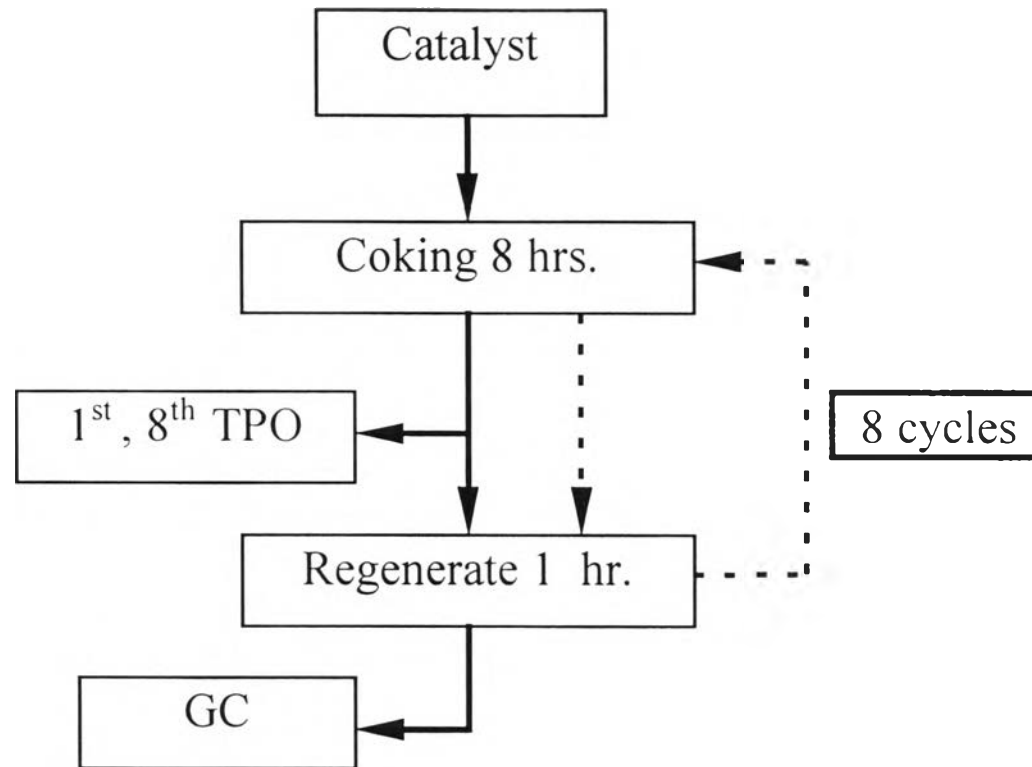 Catalyst
Coking 8 hrs.
1st, 8th TPO
8 cycles
Regenerate 1 hr.
GC